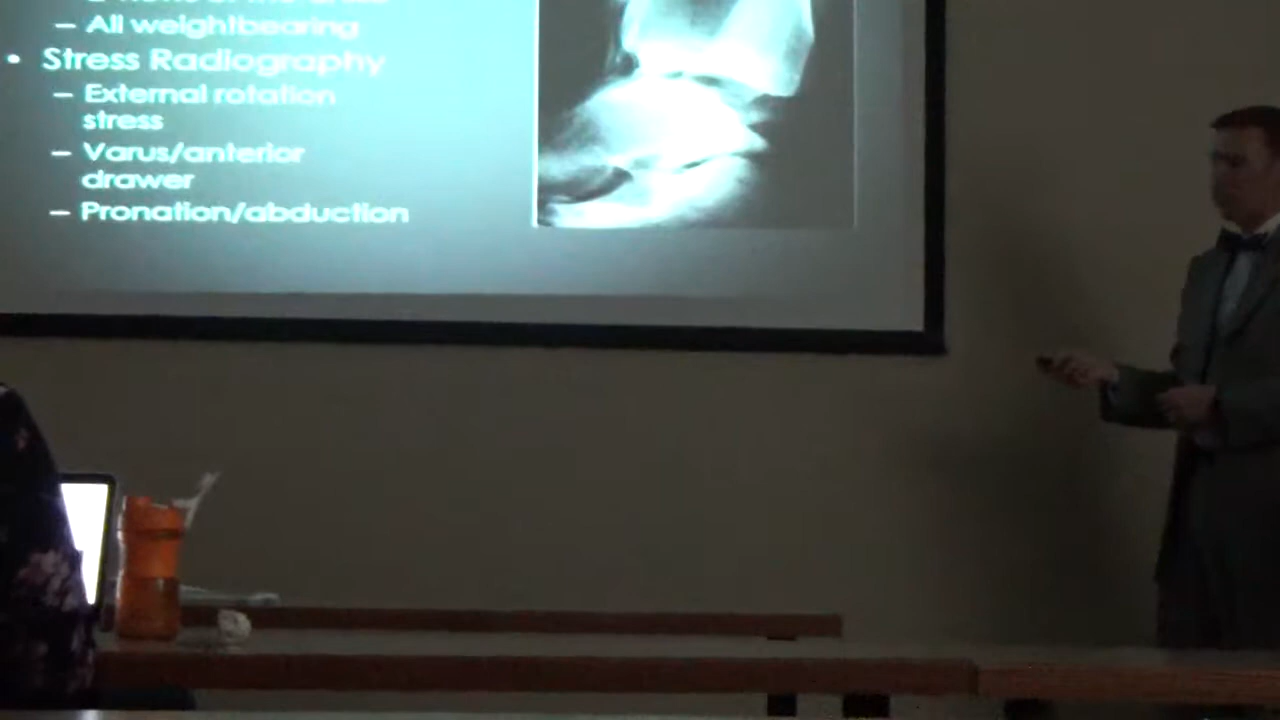 – All weightbearing
• Stress Radiography
– External rotation
stress
– Varus/anterior
drawer
– Pronation/abduction